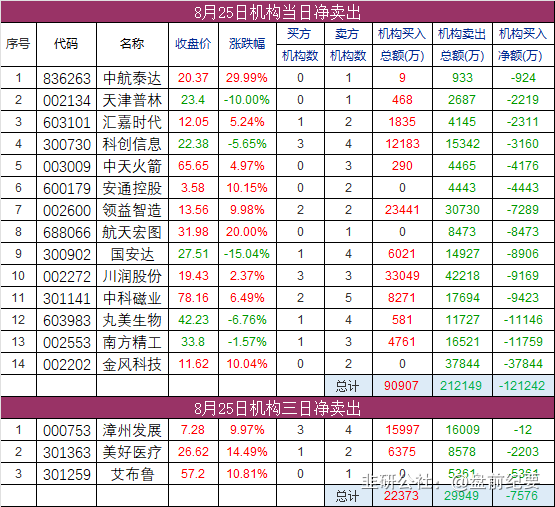 8月25日机构当日净卖出
序号 代码 名称 收盘价 涨跌幅 买方机构数 卖方机构数 机构买入总额(万) 机构卖出总额(万) 机构买入净额(万)
1 836263 中航泰达 20.37 29.99% 0 1 9 933 -924
2 002134 天津普林 23.4 -10.00% 0 1 468 2687 -2219
3 603101 汇嘉时代 12.05 5.24% 1 2 1835 4145 -2311
4 300730 科创信息 22.38 -5.65% 3 4 12183 15342 -3160
5 003009 中天火箭 65.65 4.97% 0 3 290 4465 -4176
6 600179 安通控股 3.58 10.15% 0 2 0 4443 -4443
7 002600 领益智造 13.56 9.98% 2 2 23441 30730 -7289
8 688066 航天宏图 31.98 20.00% 0 1 0 8473 -8473
9 300902 国安达 27.51 -15.04% 1 4 6021 14927 -8906
10 002272 川润股份 19.43 2.37% 3 3 33049 42218 -9169
11 301141 中科磁业 78.16 6.49% 2 5 8271 17694 -9423
12 603983 丸美生物 42.23 -6.76% 1 4 581 11727 -11146
13 002553 南方精工 33.8 -1.57% 1 3 4761 16521 -11759
14 002202 金风科技 11.62 10.04% 0 2 0 37844 -37844
总计 90907 212149 -121242
8月25日机构三日净卖出
1 000753 漳州发展 7.28 9.97% 3 4 15997 16009 -12
2 301363 美好医疗 26.62 14.49% 1 2 6375 8578 -2203
3 301259 艾布鲁 57.2 10.81% 0 1 0 5361 -5361
总计 22373 29949 -7576
韭研公社：@盘前纪要